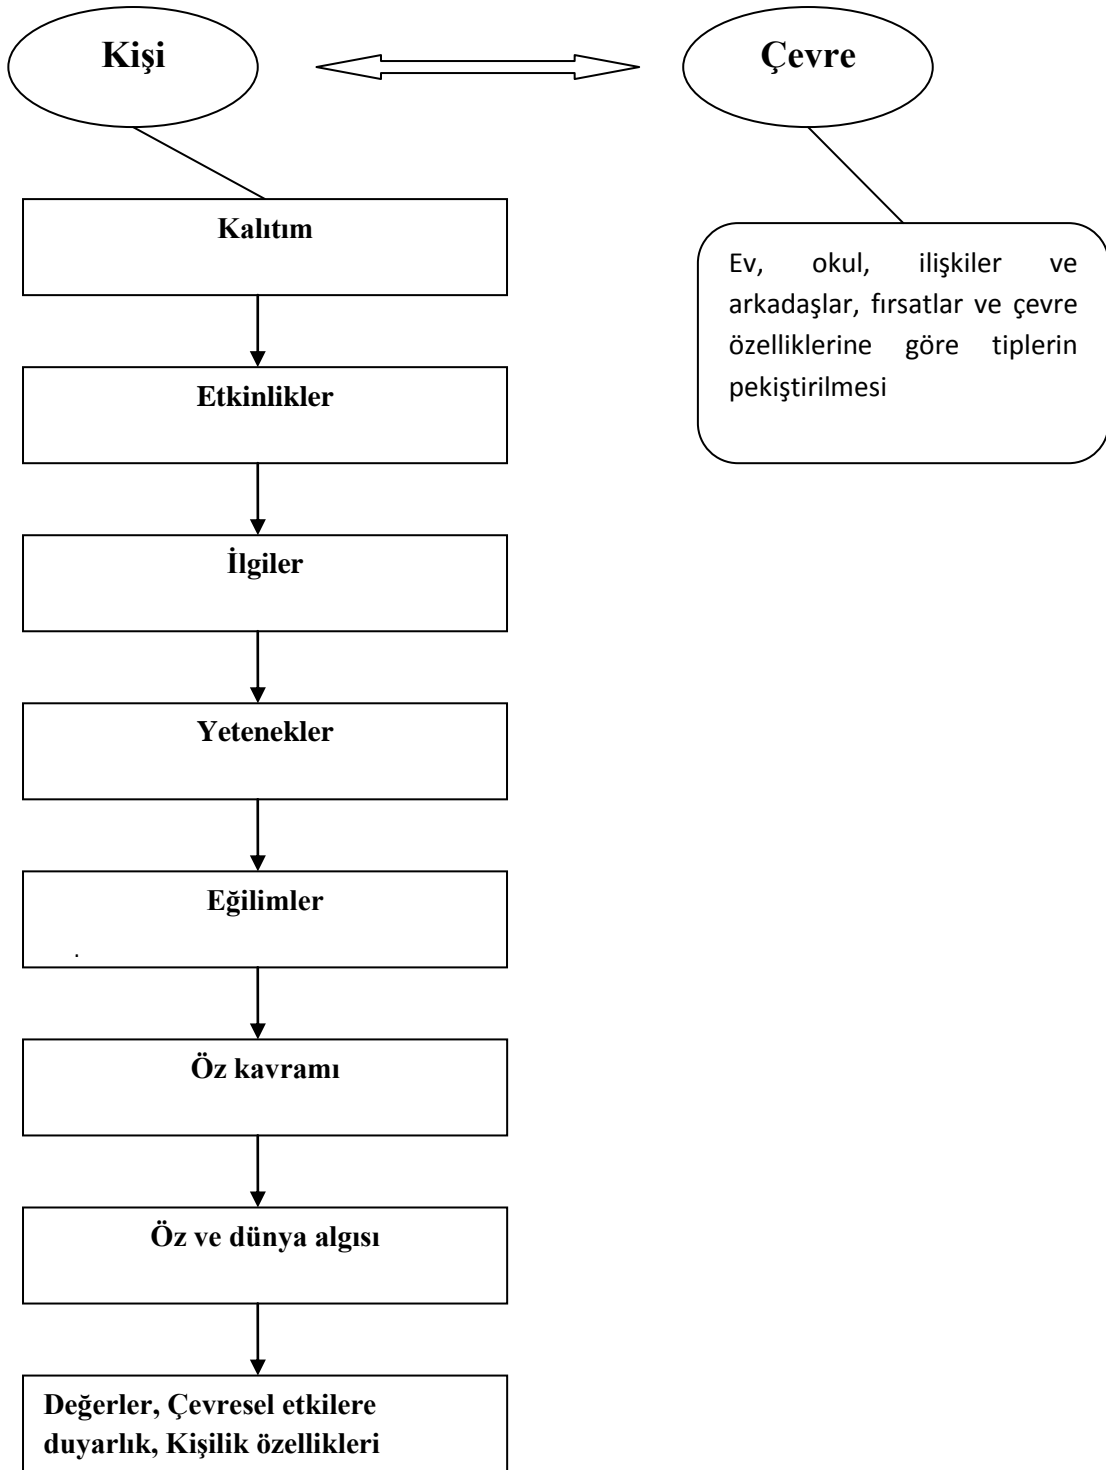 Kişi
Çevre
Kalıtım
Ev, okul, ilişkiler ve
arkadaşlar, fırsatlar ve çevre
özelliklerine göre tiplerin
pekiştirilmesi
Etkinlikler
İlgiler
Yetenekler
Eğilimler
.
Öz kavramı
Öz ve dünya algısı
Değerler, Çevresel etkilere
duyarlık, Kişilik özellikleri